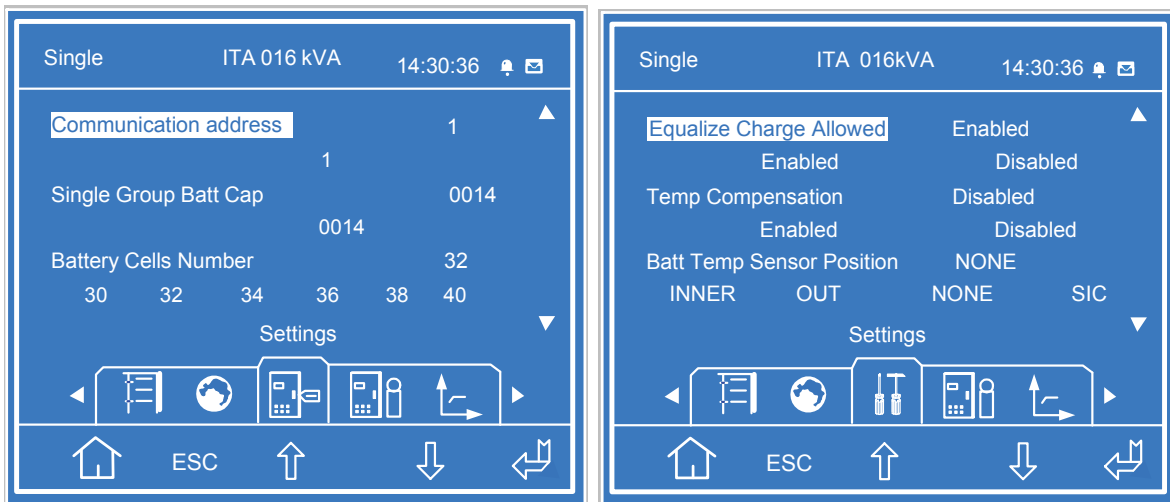 Single ITA 016 kVA 14:30:36
Communication address 1
1
Single Group Batt Cap 0014
0014
Battery Cells Number 32
30 32 34 36 38 40
Settings
ESC
Single ITA 016kVA 14:30:36
Equalize Charge Allowed Enabled
Enabled Disabled
Temp Compensation Disabled
Enabled Disabled
Batt Temp Sensor Position NONE
INNER OUT NONE SIC
Settings
ESC